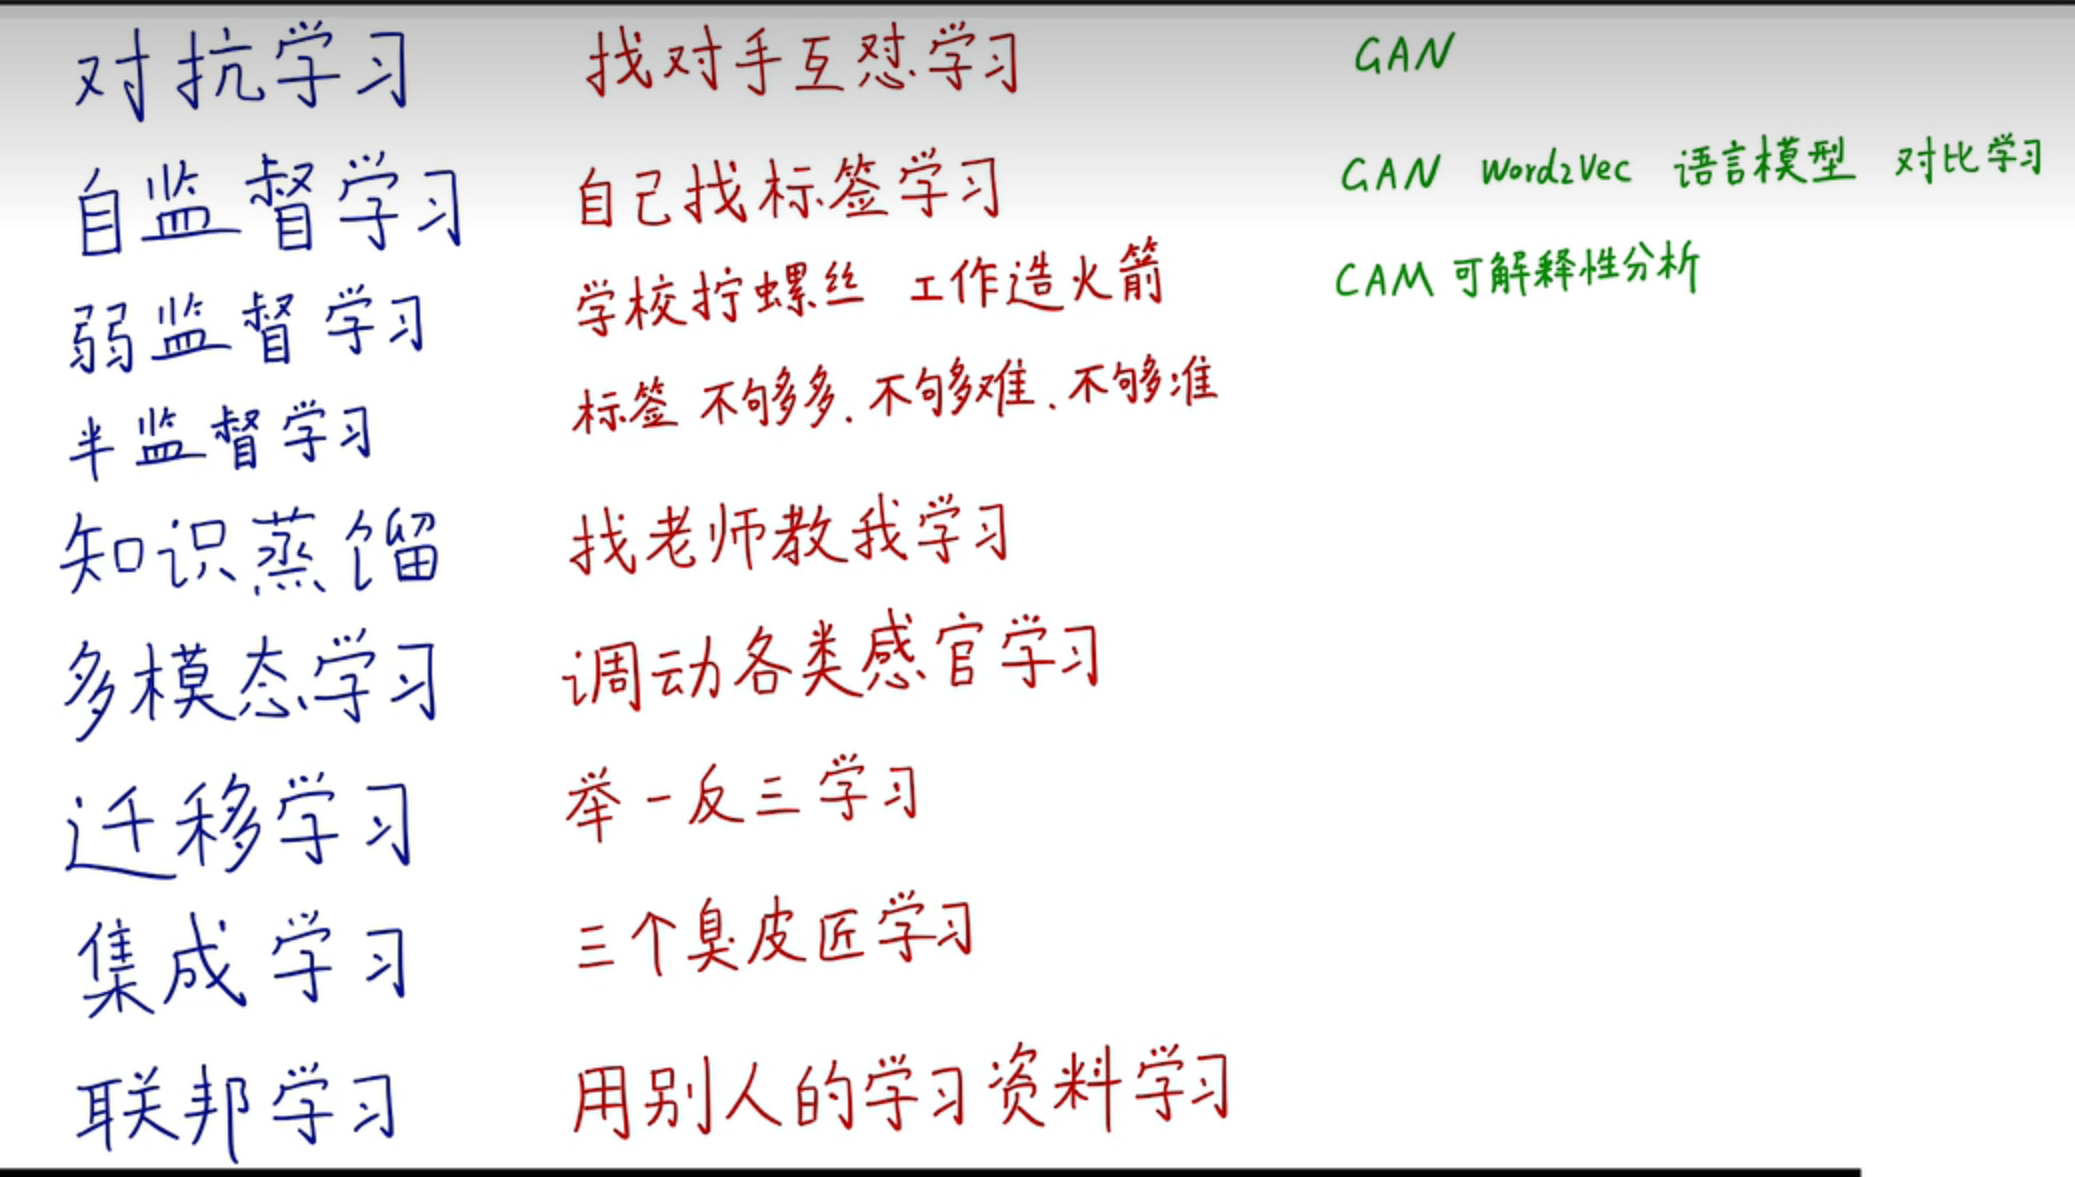 对抗学习 找对手互怼学习 GAN
自监督学习 自己找标签学习 GAN Word2Vec 语言模型 对比学习
弱监督学习 学校拧螺丝 工作造火箭 CAM 可解释性分析
半监督学习 标签 不够多.不够难.不够准
知识蒸馏 找老师教我学习
多模态学习 调动各类感官学习
迁移学习 举一反三学习
集成学习 三个臭皮匠学习
联邦学习 用别人的学习资料学习